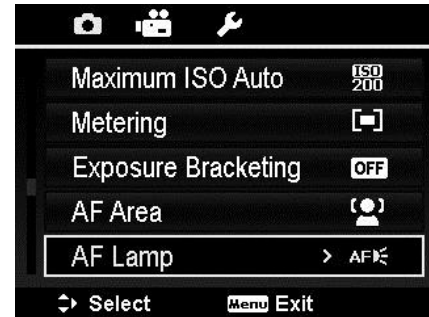 Maximum ISO Auto ISO 200
Metering
Exposure Bracketing OFF
AF Area
AF Lamp > AF
Select Menu Exit